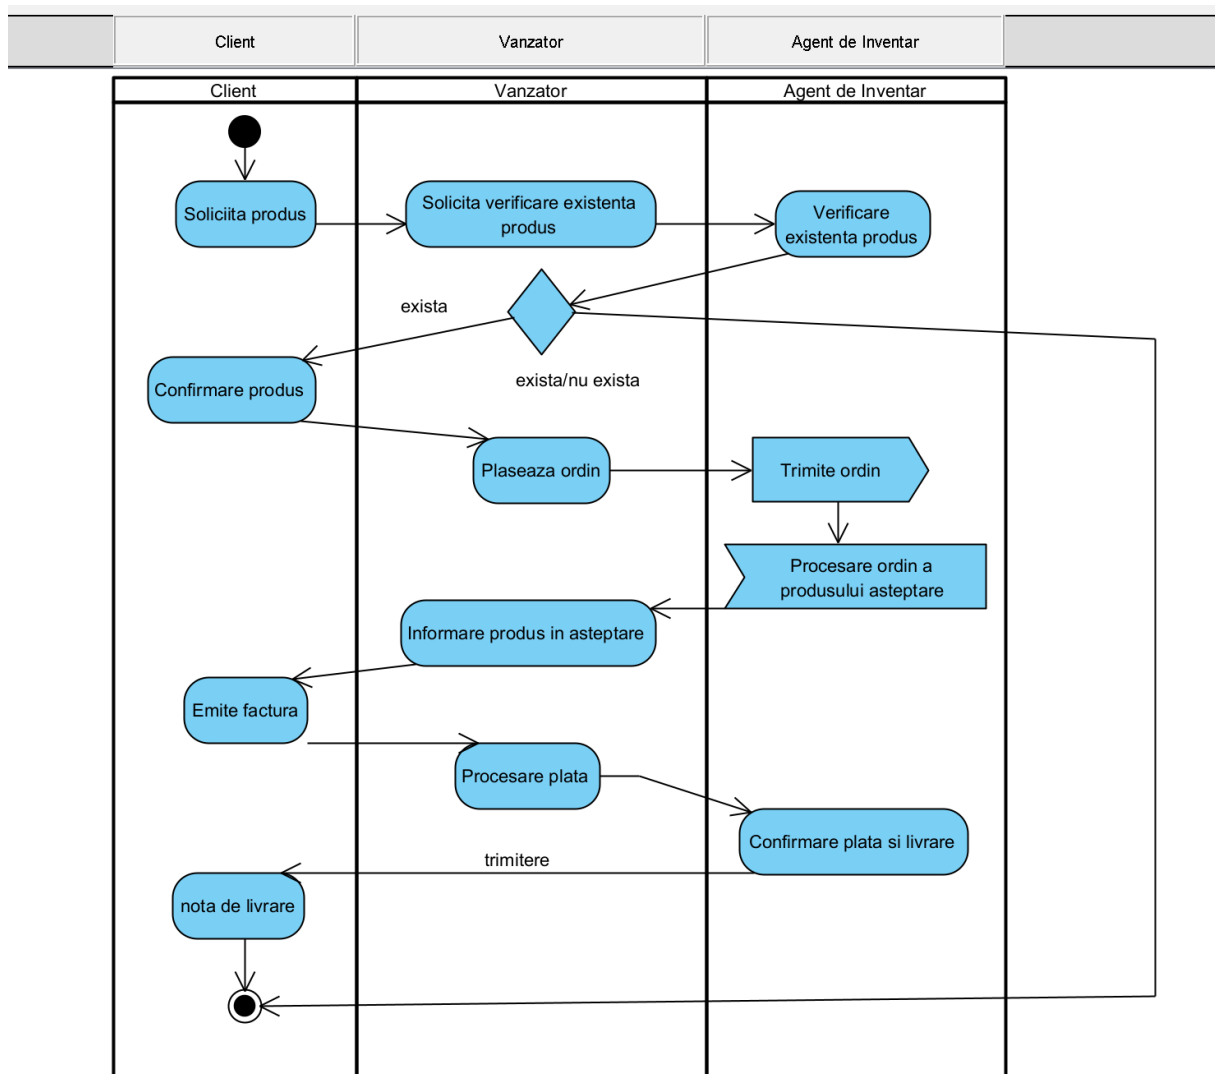 Client
Vanzator
Agent de Inventar
Client
Vanzator
Agent de Inventar
Soliciita produs
Solicita verificare existenta
produs
Verificare
existenta produs
exista
Confirmare produs
exista/nu exista
Plaseaza ordin
Trimite ordin
Procesare ordin a
produsului asteptare
Informare produs in asteptare
Emite factura
Procesare plata
Confirmare plata si livrare
trimitere
nota de livrare